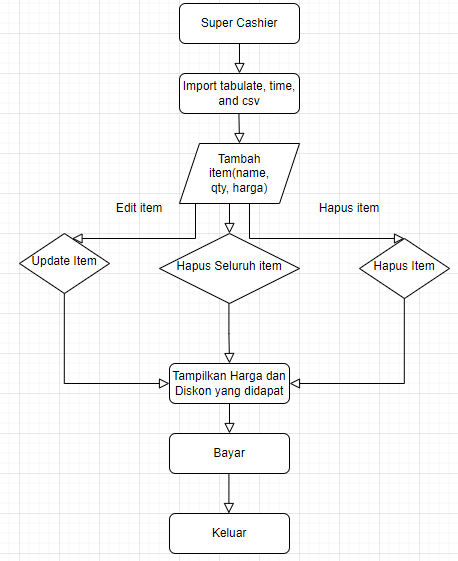 Super Cashier
Import tabulate, time,
and csv
Tambah
item(name,
qty, harga)
Edit item
Hapus item
Update Item
Hapus Seluruh item
Hapus Item
Tampilkan Harga dan
Diskon yang didapat
Bayar
Keluar